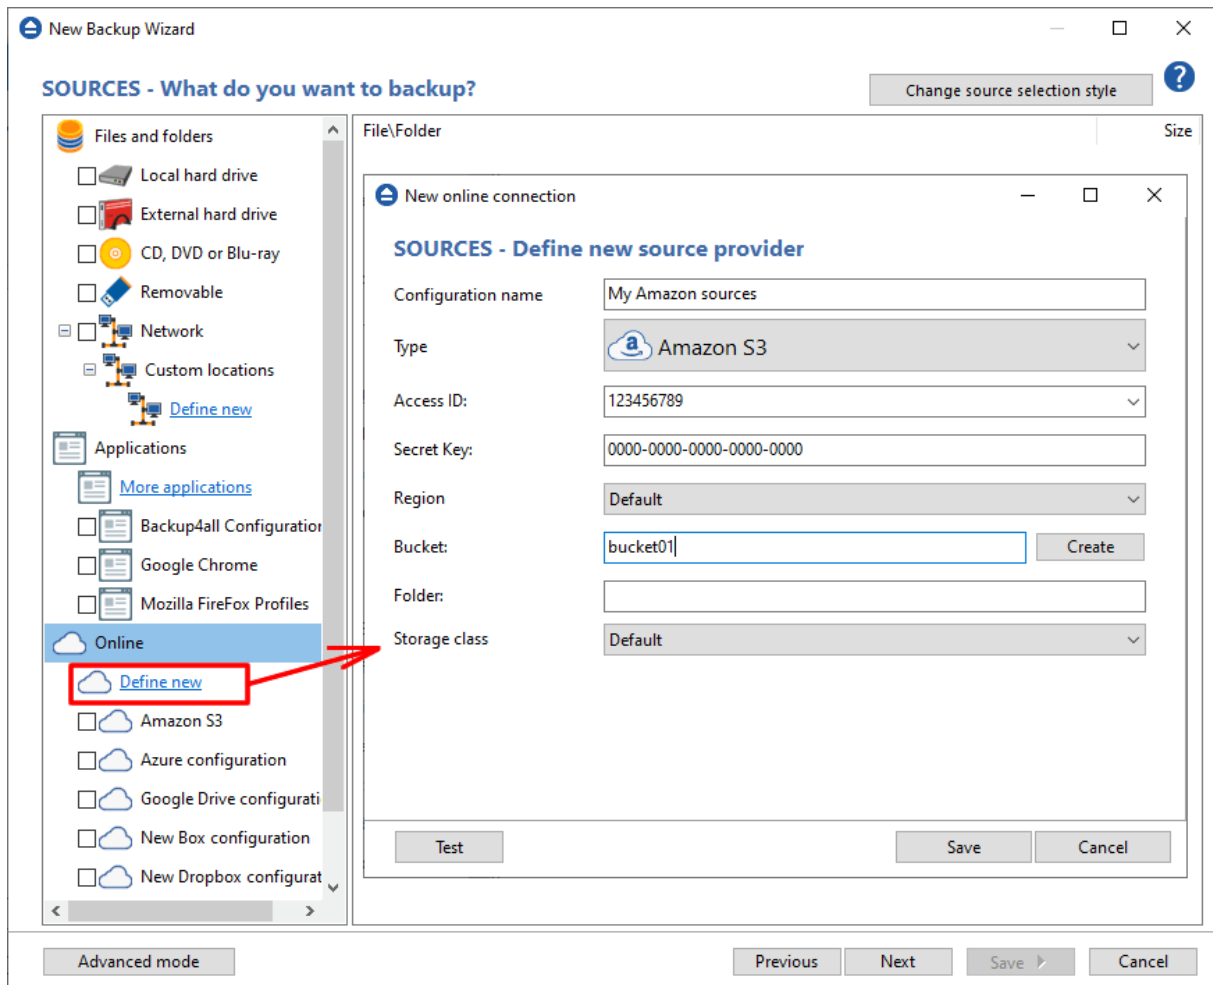 New Backup Wizard
SOURCES - What do you want to backup?
Change source selection style
?
Files and folders
Local hard drive
External hard drive
CD, DVD or Blu-ray
Removable
Network
Custom locations
Define new
Applications
More applications
Backup4all Configuration
Google Chrome
Mozilla FireFox Profiles
Online
Define new
Amazon S3
Azure configuration
Google Drive configurati
New Box configuration
New Dropbox configurat
File\Folder Size
New online connection
SOURCES - Define new source provider
Configuration name My Amazon sources
Type a Amazon S3
Access ID: 123456789
Secret Key: 0000-0000-0000-0000-0000
Region Default
Bucket: bucket01 Create
Folder:
Storage class Default
Test Save Cancel
Advanced mode Previous Next Save Cancel